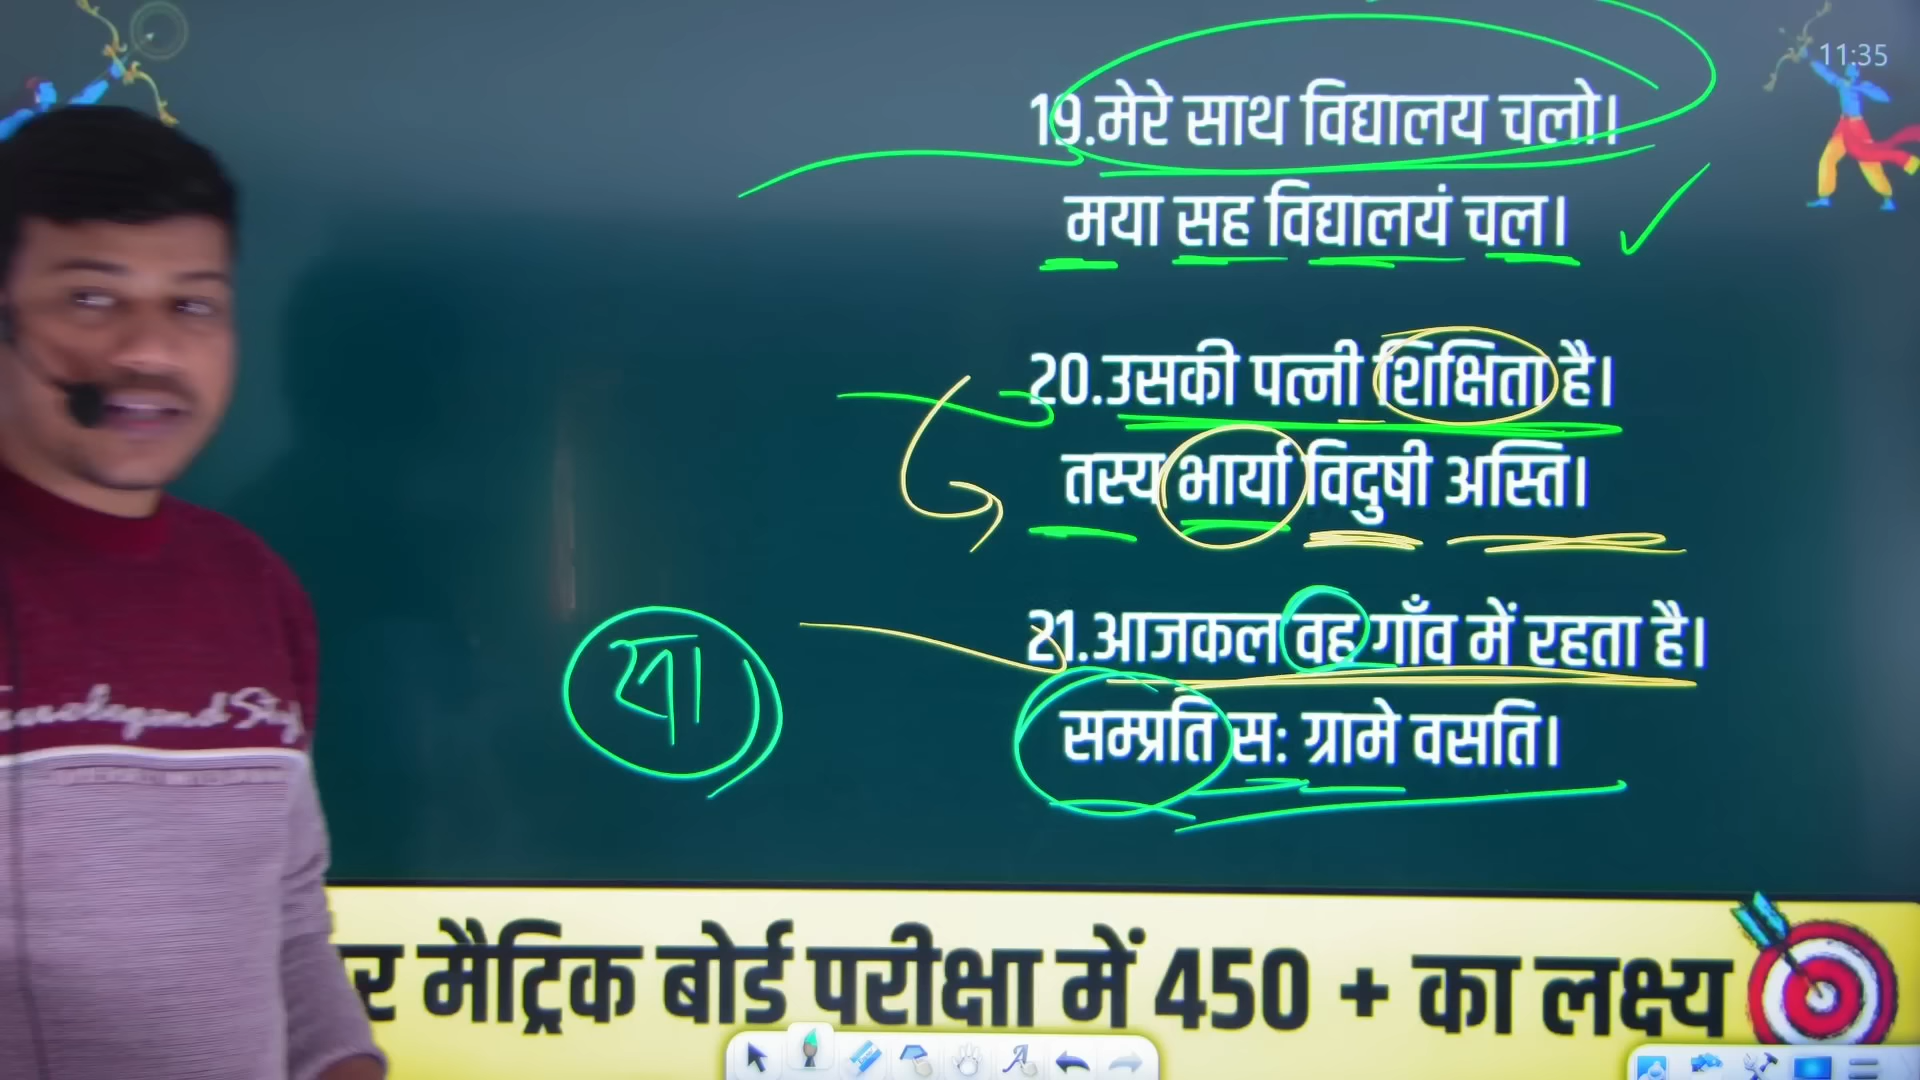 11:35
19.मेरे साथ विद्यालय चलो।
मया सह विद्यालयं चल।
20.उसकी पत्नी शिक्षिता है।
तस्य भार्या विदुषी अस्ति।
21.आजकल वह गाँव में रहता है।
सम्प्रति सः ग्रामे वसति।
र मैट्रिक बोर्ड परीक्षा में 450 + का लक्ष्य